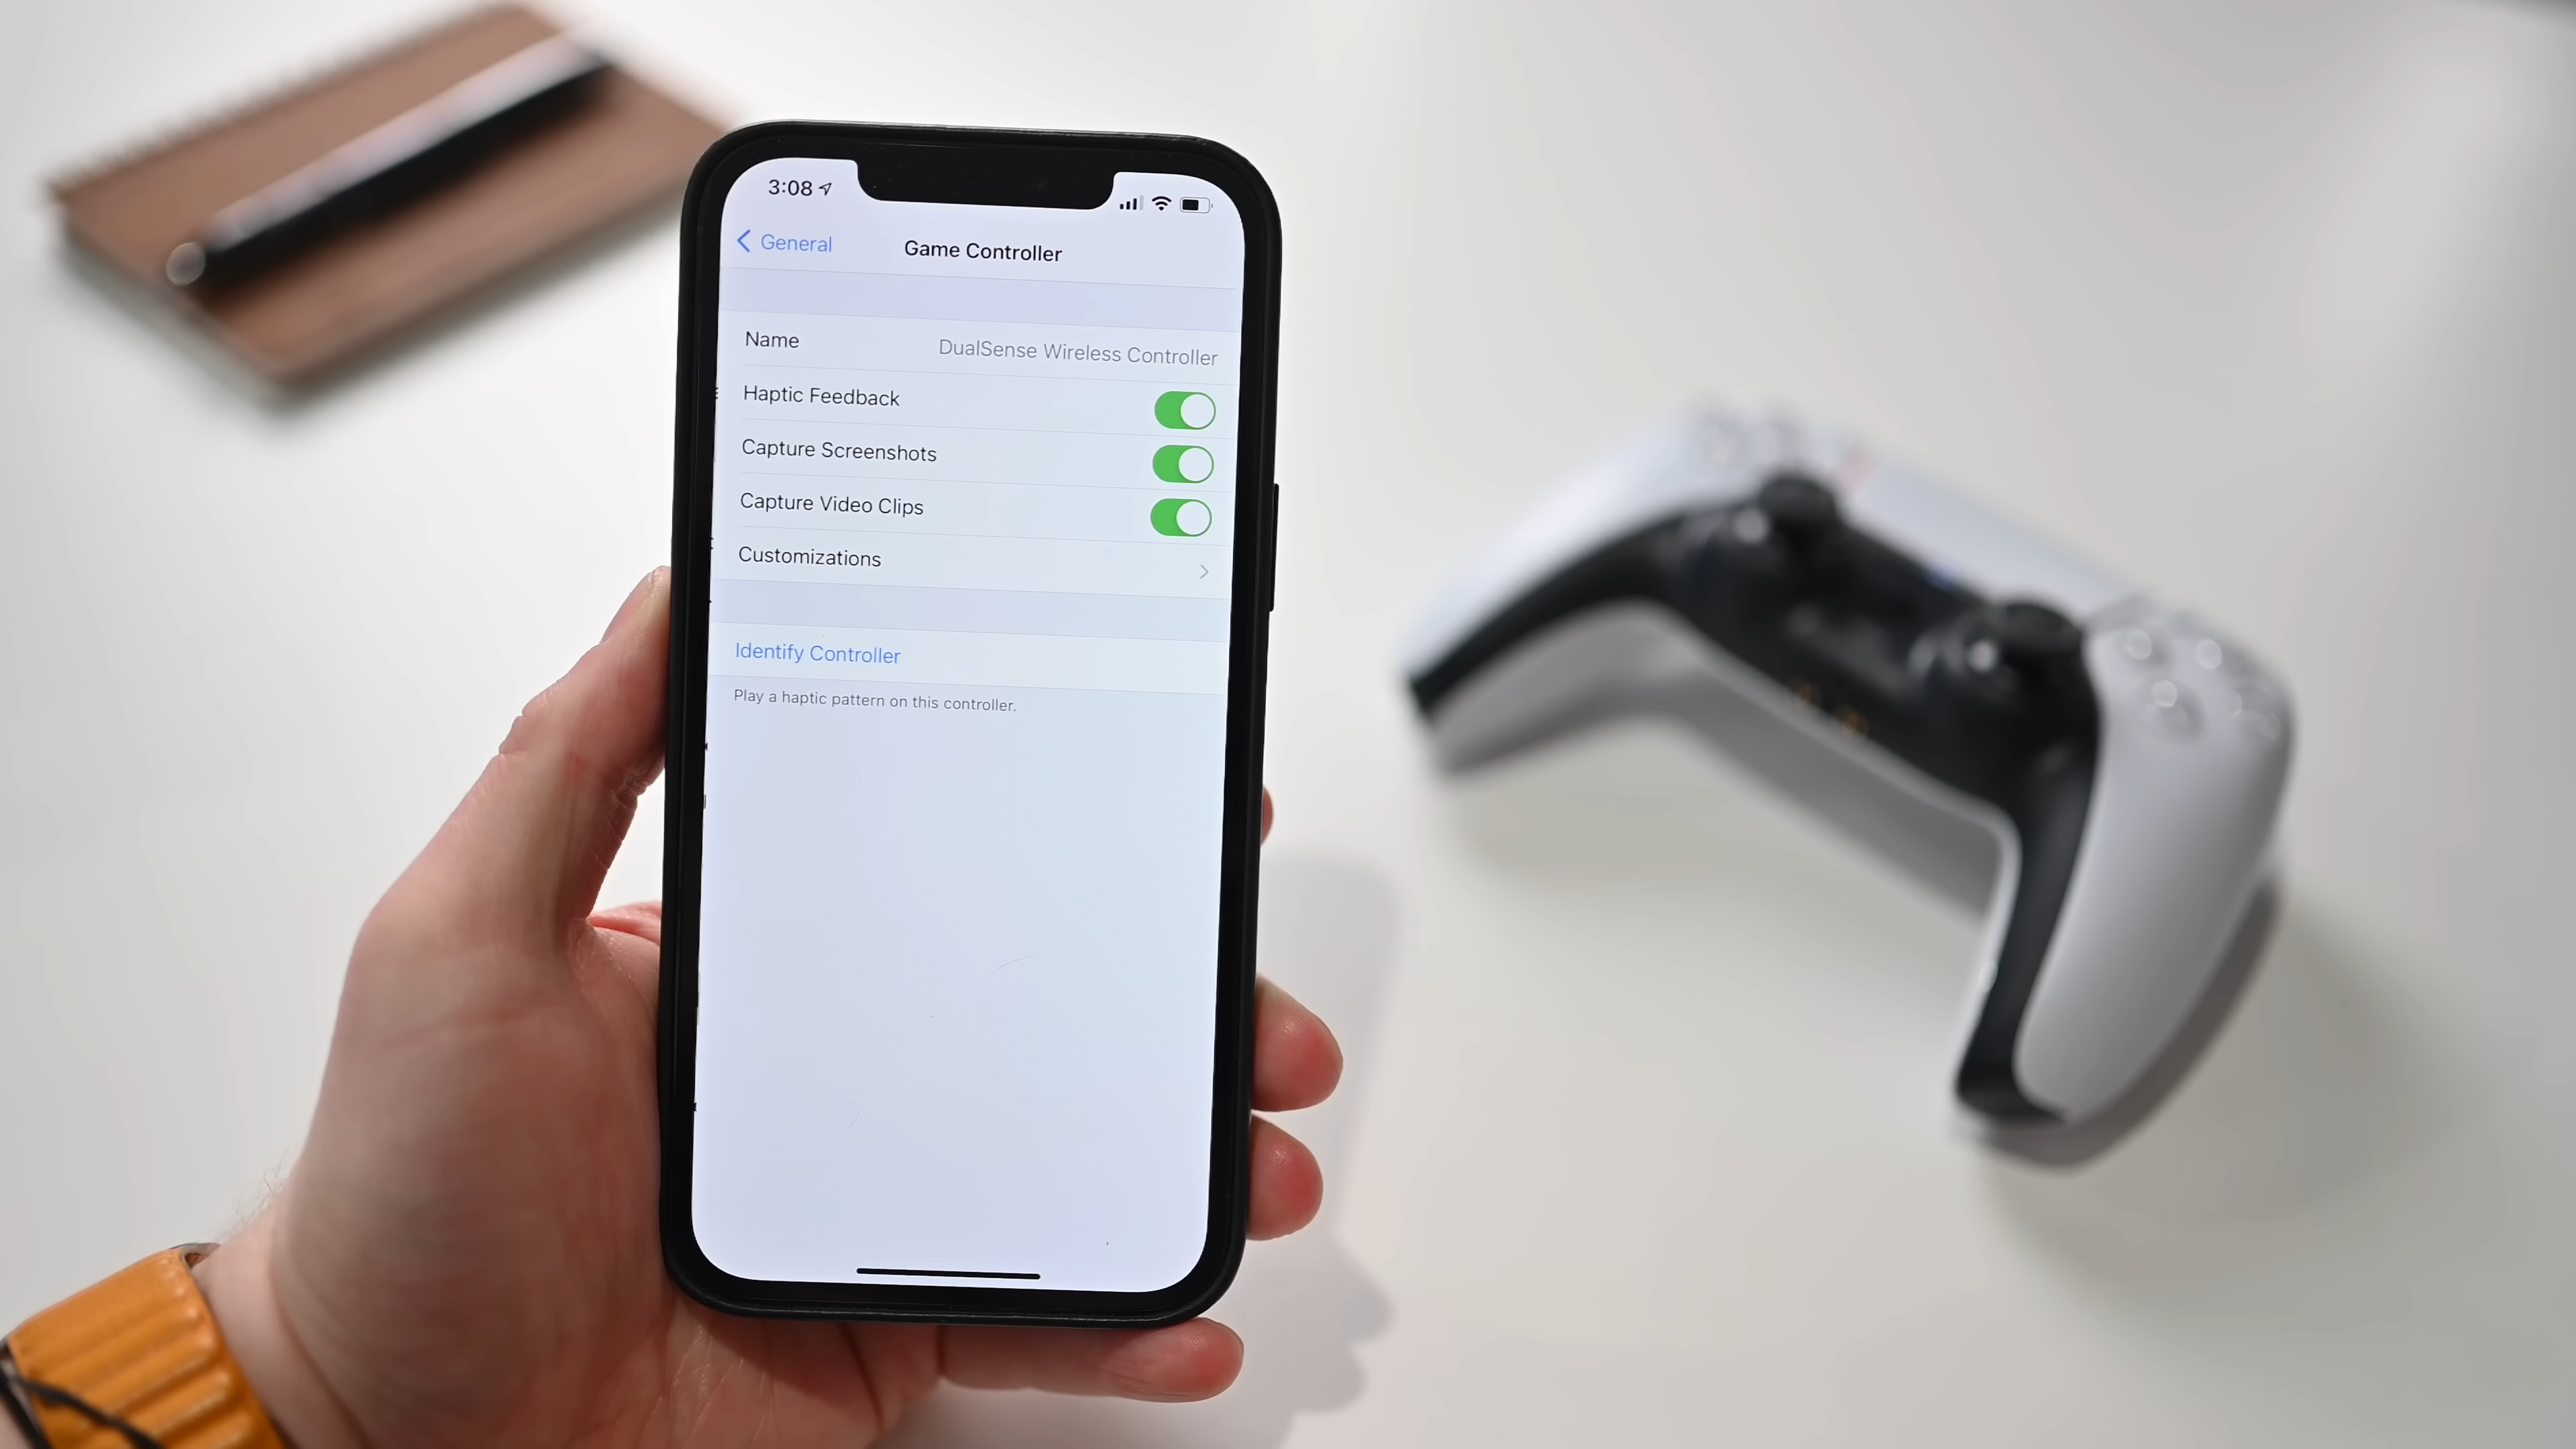 3:08
General
Game Controller
Name DualSense Wireless Controller
Haptic Feedback
Capture Screenshots
Capture Video Clips
Customizations
Identify Controller
Play a haptic pattern on this controller.